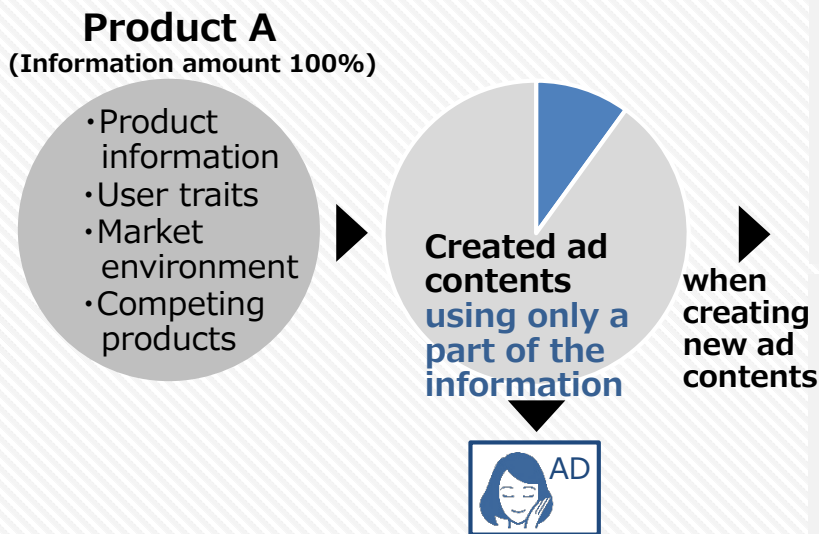 Product A
(Information amount 100%)
・Product
information
・User traits
・Market
environment
・Competing
products
Created ad
contents
using only a
part of the
information
when
creating
new ad
contents
AD